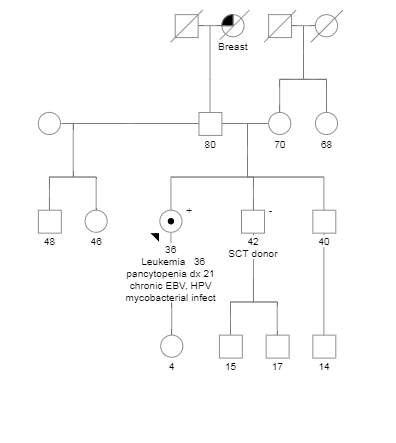 Breast
80
70
68
48
46
+
-
36
42
40
Leukemia 36
SCT donor
pancytopenia dx 21
chronic EBV, HPV
mycobacterial infect
4
15
17
14